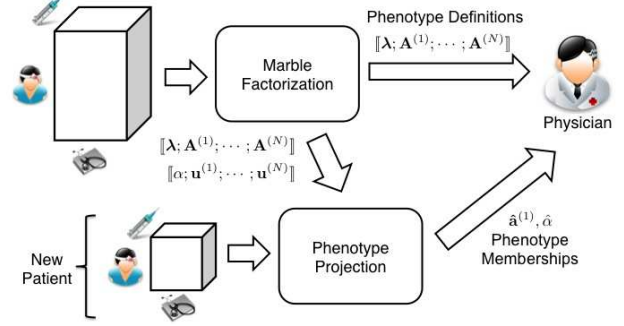 Phenotype Definitions
⟦λ; A⁽¹⁾; ⋯ ; A⁽ᴺ⁾⟧
Marble
Factorization
Physician
⟦λ; A⁽¹⁾; ⋯ ; A⁽ᴺ⁾⟧
⟦α; u⁽¹⁾; ⋯ ; u⁽ᴺ⁾⟧
New
Patient
Phenotype
Projection
â⁽¹⁾, α̂
Phenotype
Memberships